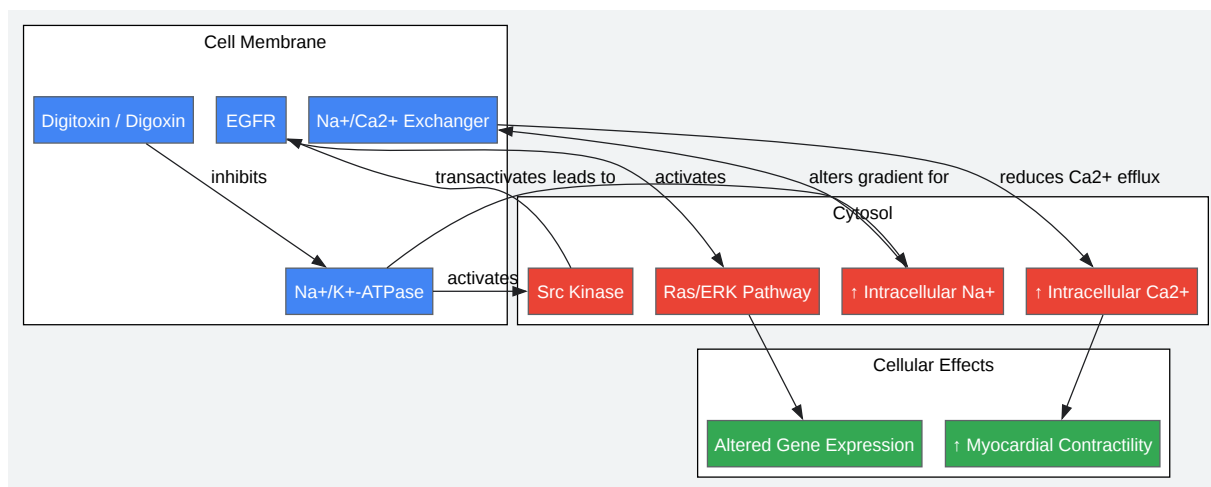 Cell Membrane
Digitoxin / Digoxin
EGFR
Na+/Ca2+ Exchanger
inhibits
transactivates
leads to
activates
alters gradient for
reduces Ca2+ efflux
Cytosol
Na+/K+-ATPase
activates
Src Kinase
Ras/ERK Pathway
↑ Intracellular Na+
↑ Intracellular Ca2+
Cellular Effects
Altered Gene Expression
↑ Myocardial Contractility